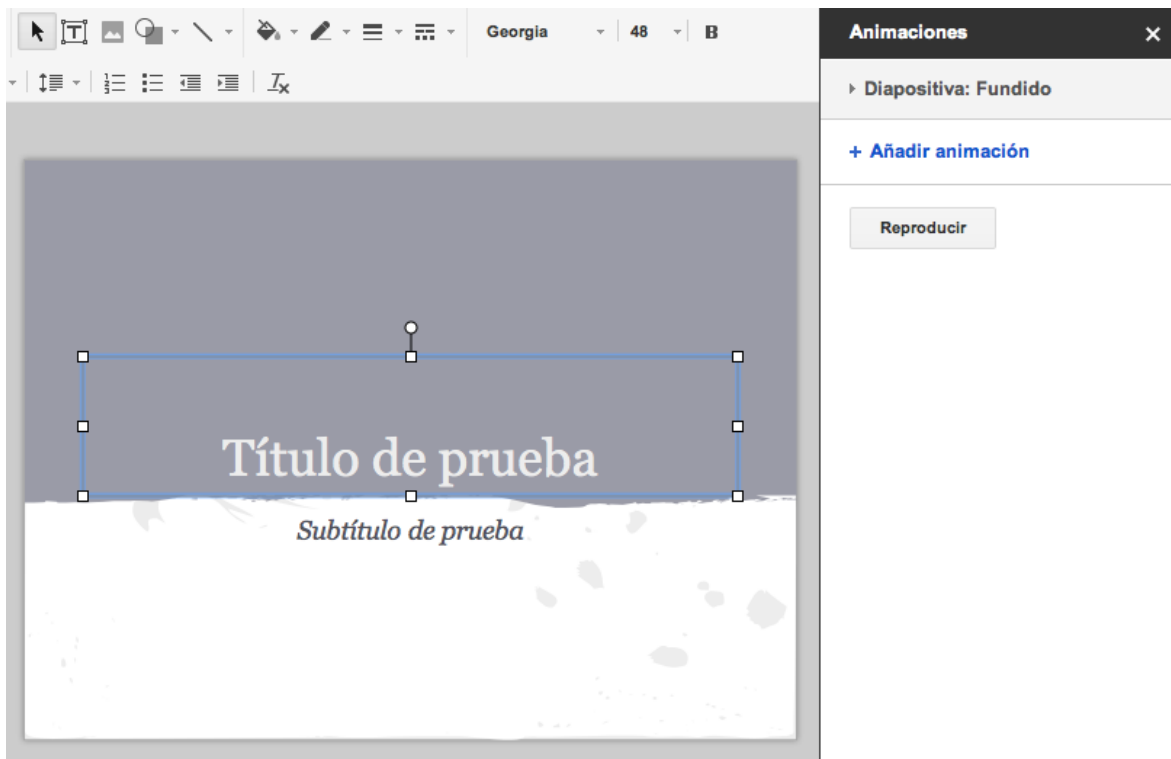 Georgia 48 B
Animaciones
Diapositiva: Fundido
+ Añadir animación
Reproducir
Título de prueba
Subtítulo de prueba